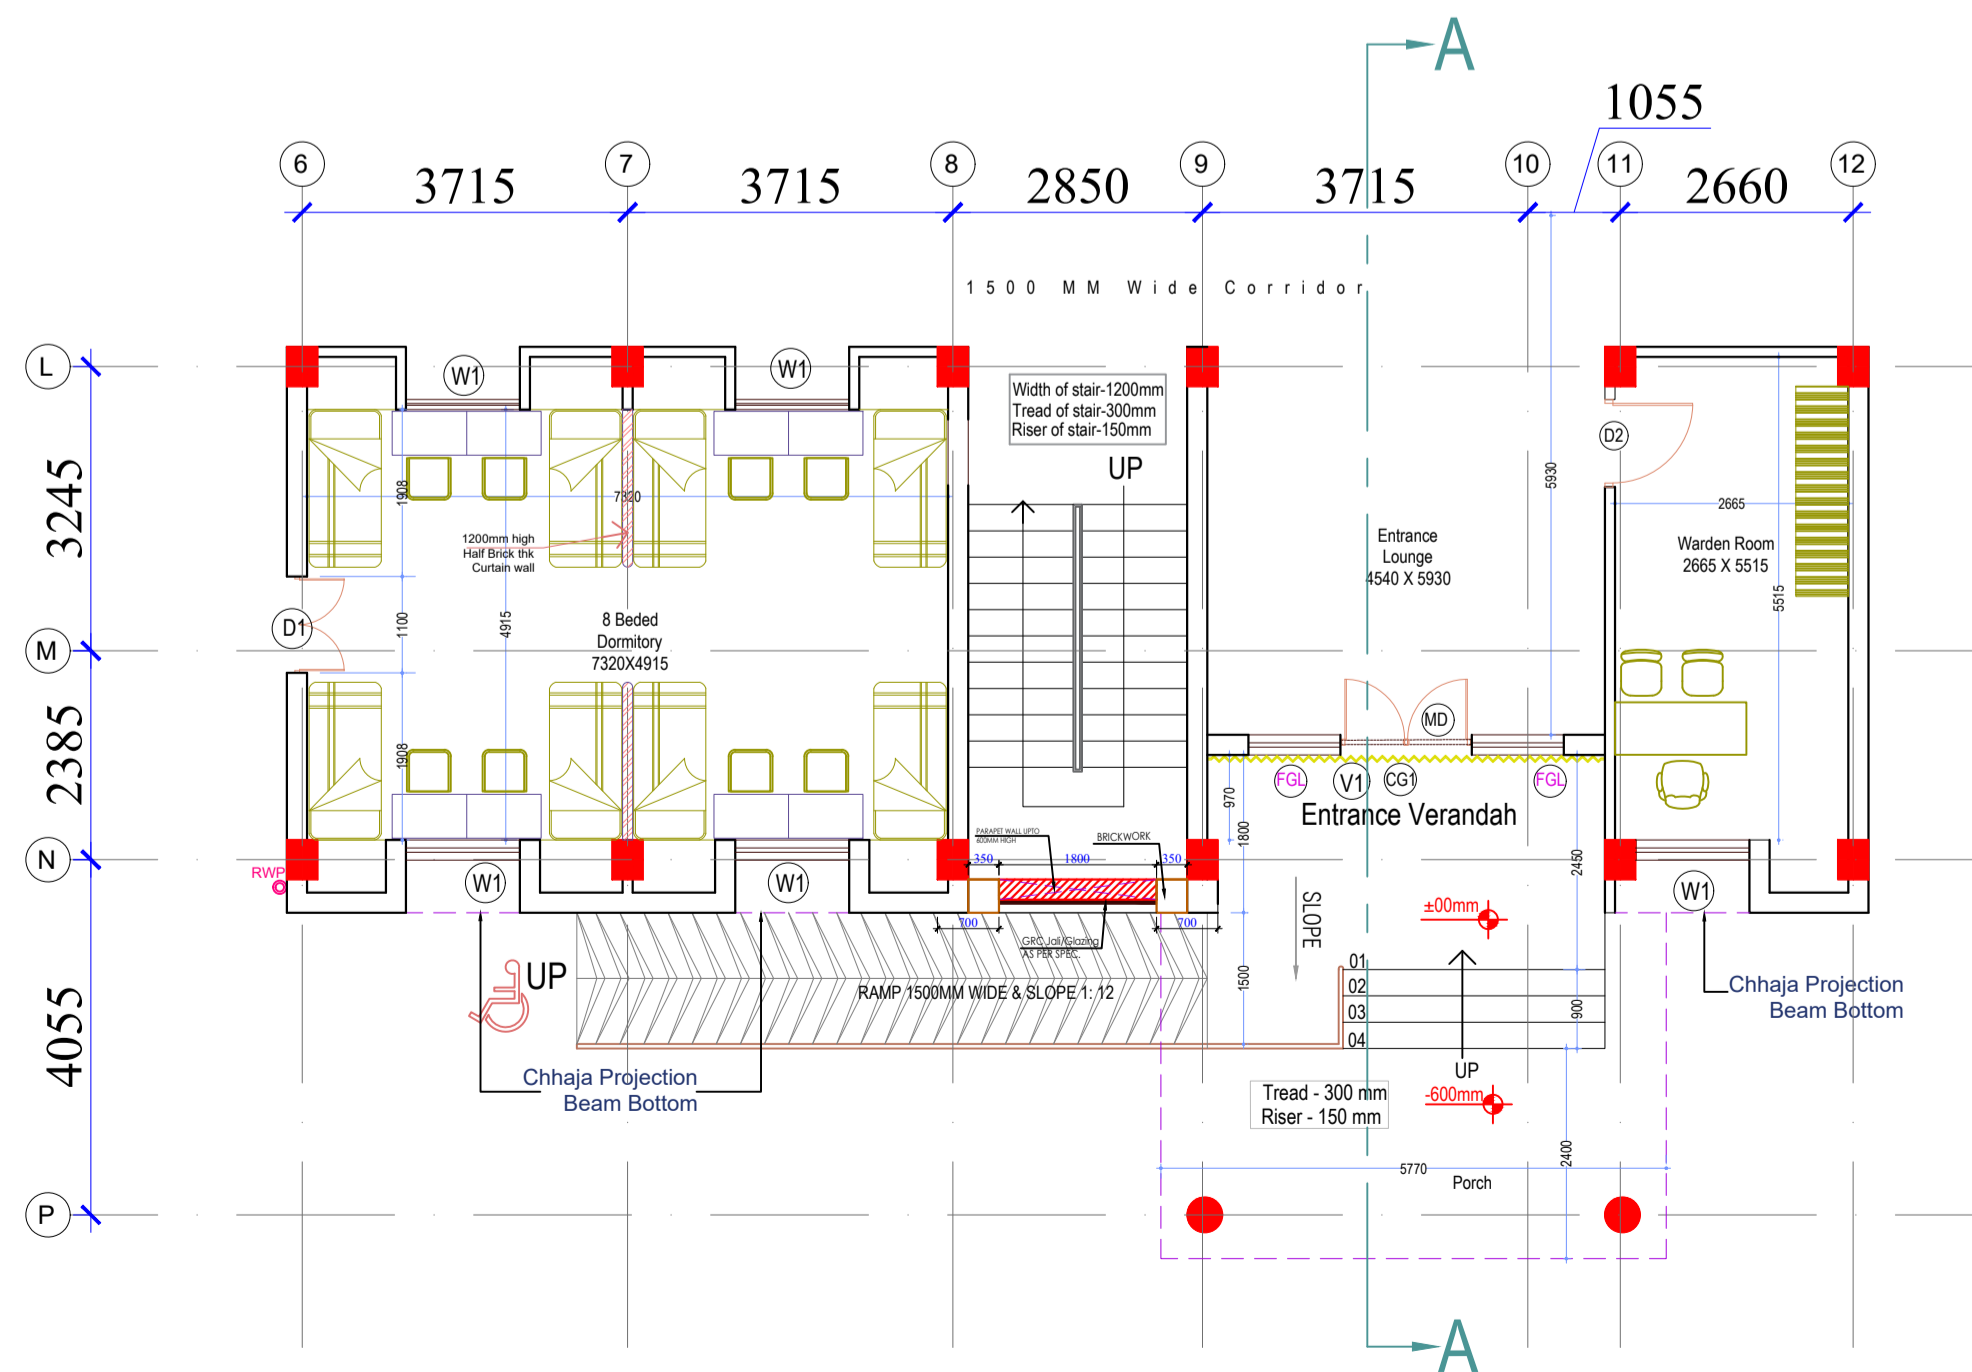 A
1055
6
7
8
9
10
11
12
3715
3715
2850
3715
2660
1500 MM Wide Corridor
L
W1
W1
Width of stair-1200mm
Tread of stair-300mm
Riser of stair-150mm
UP
D2
3245
1908
7320
5930
2665
1200mm high
Half Brick thk
Curtain wall
Entrance
Lounge
4540 X 5930
Warden Room
2665 X 5515
5515
D1
1100
4915
8 Beded
Dormitory
7320X4915
M
2385
1908
MD
FGL
V1
CG1
FGL
Entrance Verandah
970
1800
PARAPET WALL UPTO
600MM HIGH
BRICKWORK
350
1800
350
2450
N
RWP
W1
W1
W1
SLOPE
±00mm
700
700
GRC Jali/Glazing
AS PER SPEC.
UP
RAMP 1500MM WIDE & SLOPE 1: 12
1500
01
02
03
04
900
Chhaja Projection
Beam Bottom
4055
Chhaja Projection
Beam Bottom
UP
Tread - 300 mm
Riser - 150 mm
-600mm
2400
5770
Porch
P
A